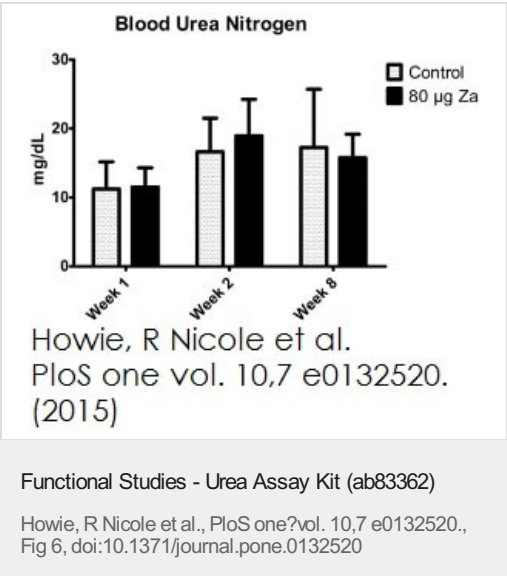 Blood Urea Nitrogen
30
20
10
0
mg/dL
Control
80 µg Za
Week 1
Week 2
Week 8
Howie, R Nicole et al.
PloS one vol. 10,7 e0132520.
(2015)
Functional Studies - Urea Assay Kit (ab83362)
Howie, R Nicole et al., PloS one?vol. 10,7 e0132520.,
Fig 6, doi:10.1371/journal.pone.0132520